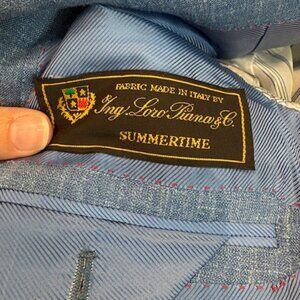 FABRIC MADE IN ITALY BY
Ing. Loro Piana & C.
SUMMERTIME